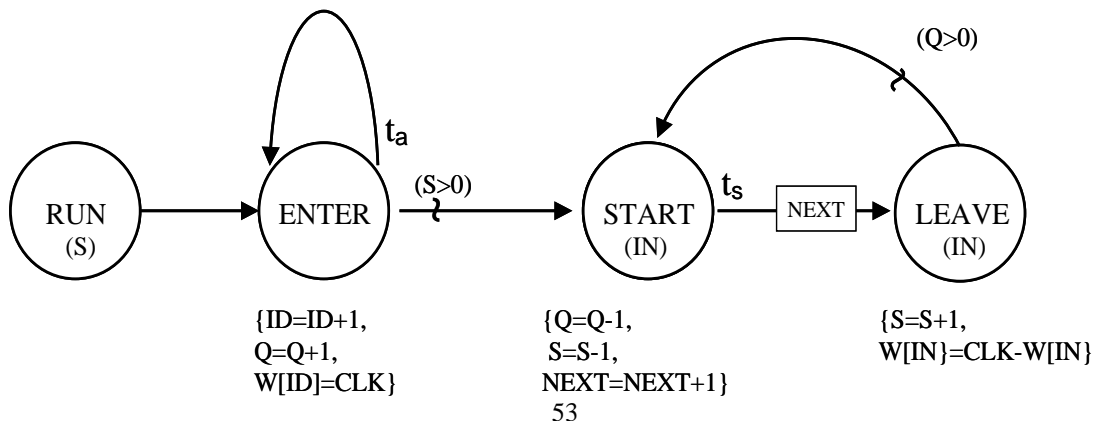 (Q>0)
ta
(S>0)
ts
RUN
(S)
ENTER
START
(IN)
NEXT
LEAVE
(IN)
{ID=ID+1,
Q=Q+1,
W[ID]=CLK}
{Q=Q-1,
S=S-1,
NEXT=NEXT+1}
{S=S+1,
W[IN}=CLK-W[IN}
53